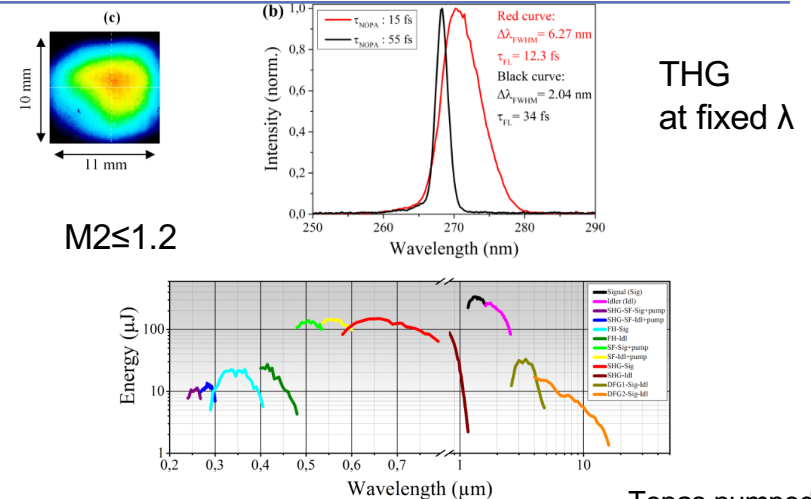 (c)
10 mm
11 mm
M2≤1.2
(b)
τNOPA : 15 fs
τNOPA : 55 fs
Red curve:
ΔλFWHM= 6.27 nm
τFL= 12.3 fs
Black curve:
ΔλFWHM= 2.04 nm
τFL= 34 fs
Intensity (norm.)
1,0
0,8
0,6
0,4
0,2
0,0
250 260 270 280 290
Wavelength (nm)
THG
at fixed λ
Energy (µJ)
100
10
1
Signal (Sig)
Idler (Idl)
SHG-SF-Sig+pump
SHG-SF-Idl+pump
FH-Sig
FH-Idl
SF-Sig+pump
SF-Idl+pump
SHG-Sig
SHG-Idl
DFG1-Sig-Idl
DFG2-Sig-Idl
0,2 0,3 0,4 0,5 0,6 0,7 1 10
Wavelength (µm)
Topas pumped